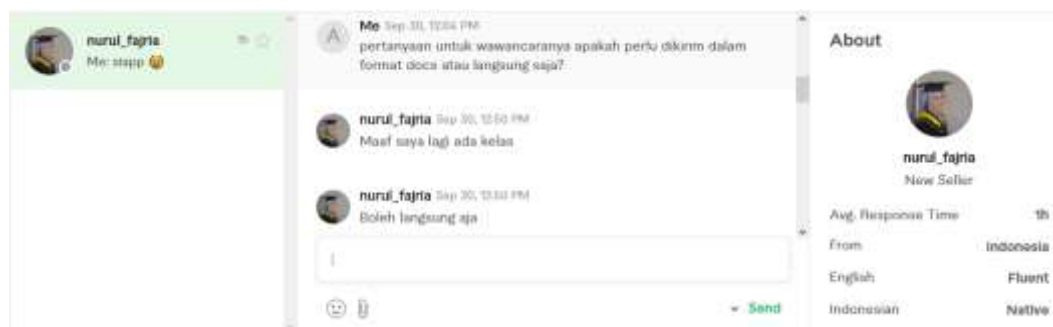 nurul_fajria
1h
Me: siapp
Me Sep 30, 12:04 PM
pertanyaan untuk wawancaranya apakah perlu dikirim dalam
format docs atau langsung saja?
nurul_fajria Sep 30, 12:50 PM
Maaf saya lagi ada kelas
nurul_fajria Sep 30, 12:50 PM
Boleh langsung aja
Send
About
nurul_fajria
New Seller
Avg. Response Time 1h
From Indonesia
English Fluent
Indonesian Native